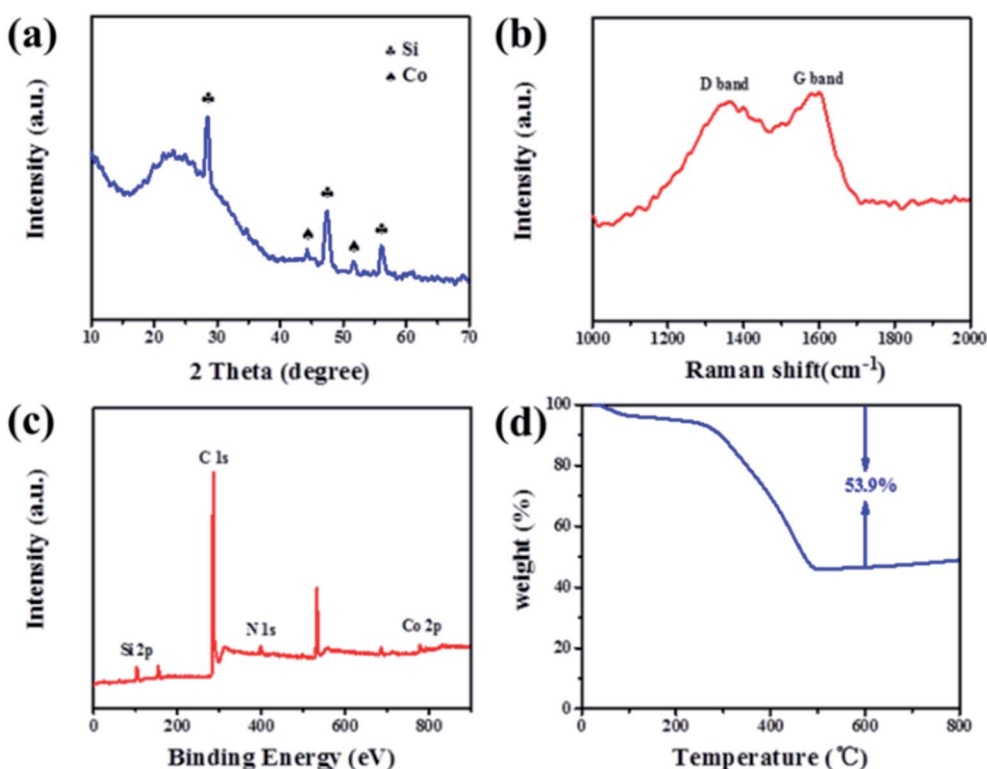 (a)
♣ Si
♠ Co
Intensity (a.u.)
10 20 30 40 50 60 70
2 Theta (degree)
(b)
D band
G band
Intensity (a.u.)
1000 1200 1400 1600 1800 2000
Raman shift(cm⁻¹)
(c)
C 1s
N 1s
Si 2p
Co 2p
Intensity (a.u.)
0 200 400 600 800
Binding Energy (eV)
(d)
100
80
60
40
20
0
53.9%
weight (%)
0 200 400 600 800
Temperature (℃)